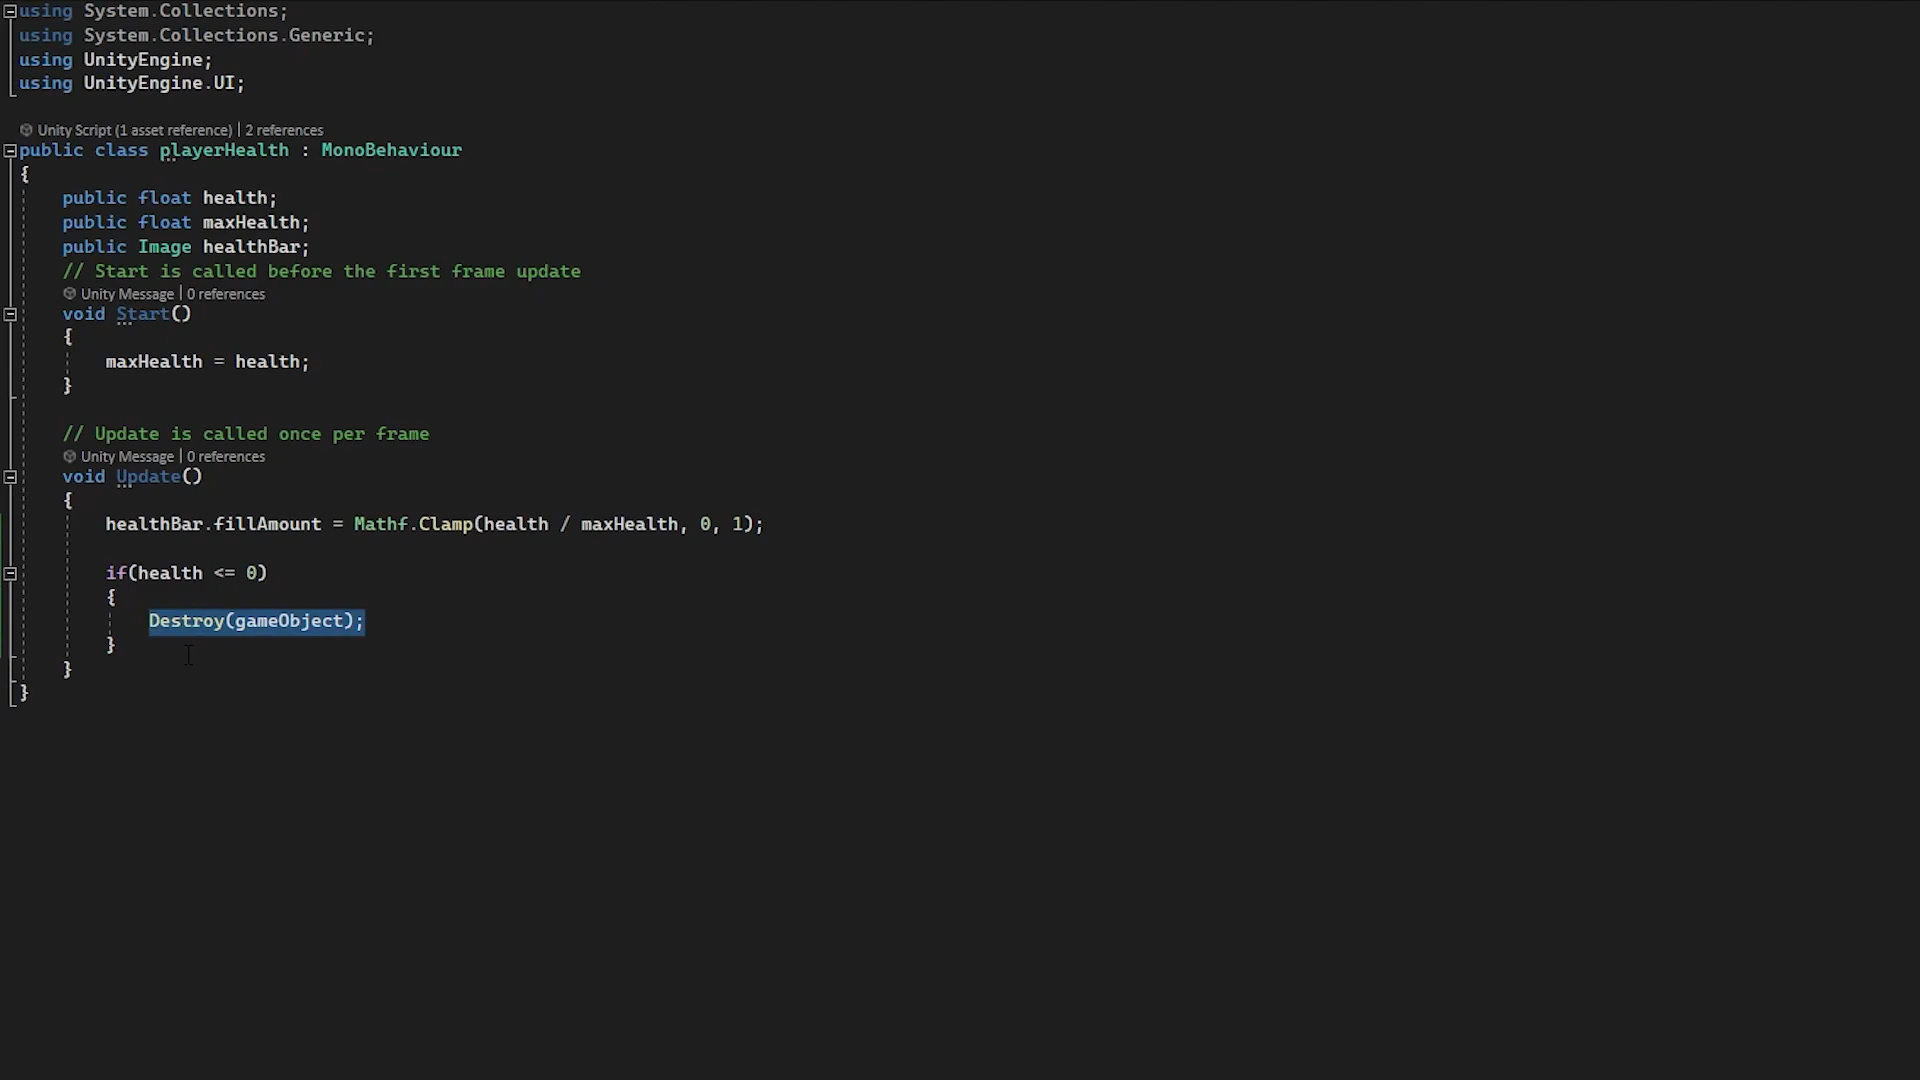 using System.Collections;
using System.Collections.Generic;
using UnityEngine;
using UnityEngine.UI;
Unity Script (1 asset reference) | 2 references
public class playerHealth : MonoBehaviour
{
public float health;
public float maxHealth;
public Image healthBar;
// Start is called before the first frame update
Unity Message | 0 references
void Start()
{
maxHealth = health;
}
// Update is called once per frame
Unity Message | 0 references
void Update()
{
healthBar.fillAmount = Mathf.Clamp(health / maxHealth, 0, 1);
if(health <= 0)
{
Destroy(gameObject);
}
}
}